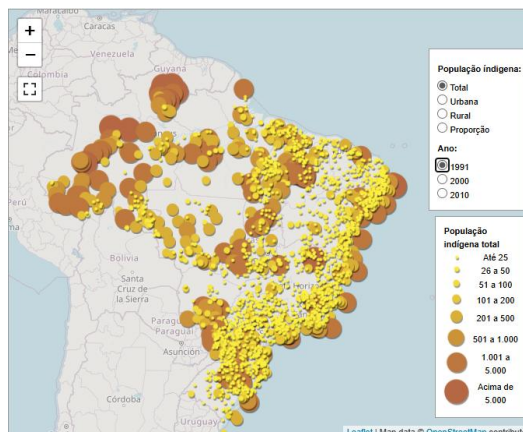 Maracaibo
Caracas
Venezuela
Guyana
Colombia
Perú
Bolivia
Santa
Cruz de
la Sierra
Asunción
Córdoba
Uruguay
+
−
População indígena:
Total
Urbana
Rural
Proporção
Ano:
1991
2000
2010
População
indígena total
Até 25
26 a 50
51 a 100
101 a 200
201 a 500
501 a 1.000
1.001 a
5.000
Acima de
5.000
Leaflet | Map data © OpenStreetMap